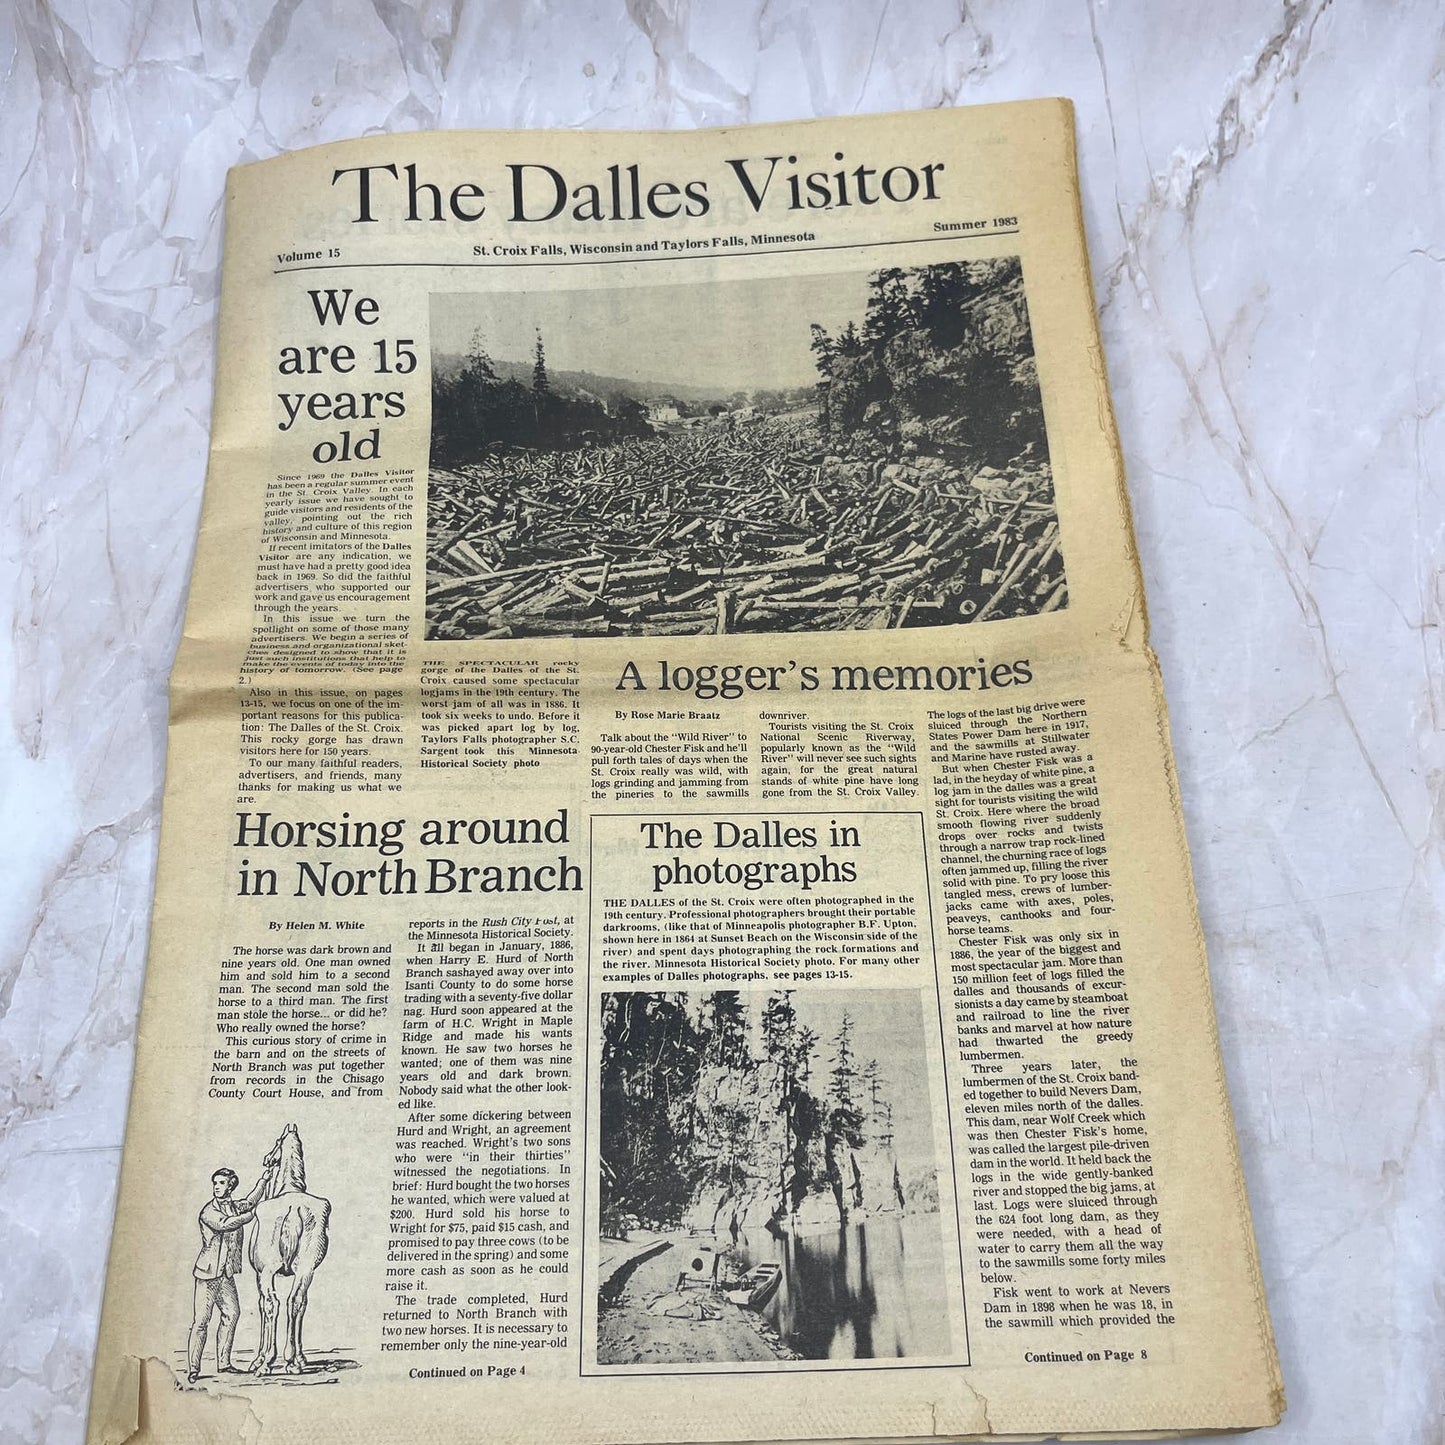 The Dalles Visitor
Volume 15
St. Croix Falls, Wisconsin and Taylors Falls, Minnesota
Summer 1983
We
are 15
years
old
Since 1969 the Dalles Visitor
has been a regular summer event
in the St. Croix Valley. In each
yearly issue we have sought to
guide visitors and residents of the
valley, pointing out the rich
history and culture of this region
of Wisconsin and Minnesota.
If recent imitators of the Dalles
Visitor are any indication, we
must have had a pretty good idea
back in 1969. So did the faithful
advertisers who supported our
work and gave us encouragement
through the years.
In this issue we turn the
spotlight on some of those many
advertisers. We begin a series of
business and organizational sket-
ches designed to show that it is
just such institutions that help to
make the events of today into the
history of tomorrow. (See page
2.)
Also in this issue, on pages
13-15, we focus on one of the im-
portant reasons for this publica-
tion: The Dalles of the St. Croix.
This rocky gorge has drawn
visitors here for 150 years.
To our many faithful readers,
advertisers, and friends, many
thanks for making us what we
are.
THE SPECTACULAR rocky
gorge of the Dalles of the St.
Croix caused some spectacular
logjams in the 19th century. The
worst jam of all was in 1886. It
took six weeks to undo. Before it
was picked apart log by log,
Taylors Falls photographer S.C.
Sargent took this Minnesota
Historical Society photo
A logger's memories
By Rose Marie Braatz
Talk about the "Wild River" to
90-year-old Chester Fisk and he'll
pull forth tales of days when the
St. Croix really was wild, with
logs grinding and jamming from
the pineries to the sawmills
downriver.
Tourists visiting the St. Croix
National Scenic Riverway,
popularly known as the "Wild
River" will never see such sights
again, for the great natural
stands of white pine have long
gone from the St. Croix Valley.
The logs of the last big drive were
sluiced through the Northern
States Power Dam here in 1917,
and the sawmills at Stillwater
and Marine have rusted away.
But when Chester Fisk was a
lad, in the heyday of white pine, a
log jam in the dalles was a great
sight for tourists visiting the wild
St. Croix. Here where the broad
smooth flowing river suddenly
drops over rocks and twists
through a narrow trap rock-lined
channel, the churning race of logs
often jammed up, filling the river
solid with pine. To pry loose this
tangled mess, crews of lumber-
jacks came with axes, poles,
peaveys, canthooks and four-
horse teams.
Chester Fisk was only six in
1886, the year of the biggest and
most spectacular jam. More than
150 million feet of logs filled the
dalles and thousands of excur-
sionists a day came by steamboat
and railroad to line the river
banks and marvel at how nature
had thwarted the greedy
lumbermen.
Three years later, the
lumbermen of the St. Croix band-
ed together to build Nevers Dam,
eleven miles north of the dalles.
This dam, near Wolf Creek which
was then Chester Fisk's home,
was called the largest pile-driven
dam in the world. It held back the
logs in the wide gently-banked
river and stopped the big jams, at
last. Logs were sluiced through
the 624 foot long dam, as they
were needed, with a head of
water to carry them all the way
to the sawmills some forty miles
below.
Fisk went to work at Nevers
Dam in 1898 when he was 18, in
the sawmill which provided the
Continued on Page 8
Horsing around
in North Branch
By Helen M. White
The horse was dark brown and
nine years old. One man owned
him and sold him to a second
man. The second man sold the
horse to a third man. The first
man stole the horse... or did he?
Who really owned the horse?
This curious story of crime in
the barn and on the streets of
North Branch was put together
from records in the Chisago
County Court House, and from
reports in the Rush City Post, at
the Minnesota Historical Society.
It all began in January, 1886,
when Harry E. Hurd of North
Branch sashayed away over into
Isanti County to do some horse
trading with a seventy-five dollar
nag. Hurd soon appeared at the
farm of H.C. Wright in Maple
Ridge and made his wants
known. He saw two horses he
wanted; one of them was nine
years old and dark brown.
Nobody said what the other look-
ed like.
After some dickering between
Hurd and Wright, an agreement
was reached. Wright's two sons
who were "in their thirties"
witnessed the negotiations. In
brief: Hurd bought the two horses
he wanted, which were valued at
$200. Hurd sold his horse to
Wright for $75, paid $15 cash, and
promised to pay three cows (to be
delivered in the spring) and some
more cash as soon as he could
raise it.
The trade completed, Hurd
returned to North Branch with
two new horses. It is necessary to
remember only the nine-year-old
Continued on Page 4
The Dalles in
photographs
THE DALLES of the St. Croix were often photographed in the
19th century. Professional photographers brought their portable
darkrooms, (like that of Minneapolis photographer B.F. Upton,
shown here in 1864 at Sunset Beach on the Wisconsin side of the
river) and spent days photographing the rock formations and
the river. Minnesota Historical Society photo. For many other
examples of Dalles photographs, see pages 13-15.